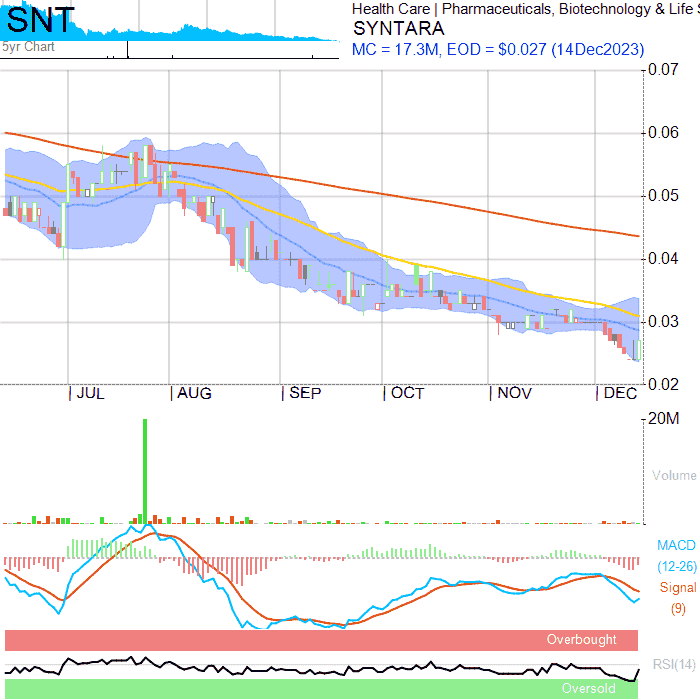 SNT
5yr Chart
Health Care | Pharmaceuticals, Biotechnology & Life S
SYNTARA
MC = 17.3M, EOD = $0.027 (14Dec2023)
0.07
0.06
0.05
0.04
0.03
0.02
JUL AUG SEP OCT NOV DEC
20M
Volume
MACD
(12-26)
Signal
(9)
Overbought
RSI(14)
Oversold